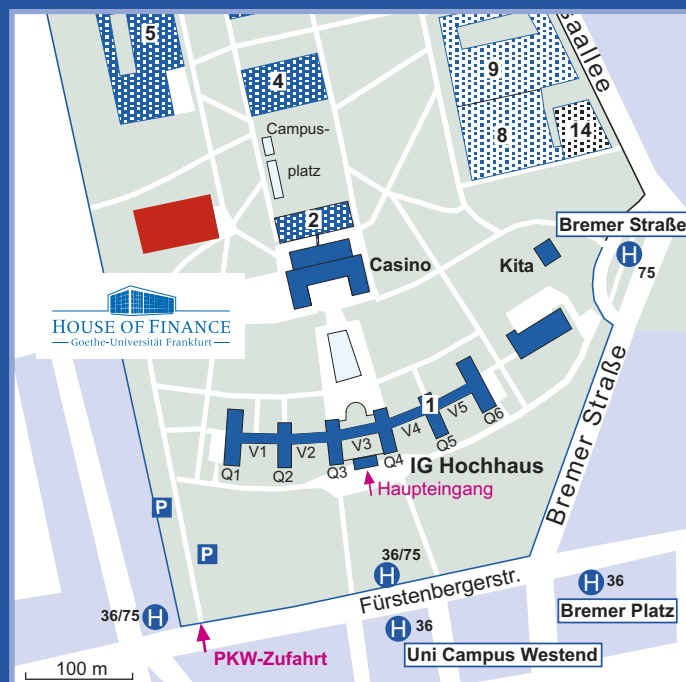 5
4
9
8
14
saallee
Campus-
platz
2
Bremer Straße
H
75
Casino
Kita
HOUSE OF FINANCE
Goethe-Universität Frankfurt
Bremer Straße
1
V1
V2
V3
V4
V5
Q1
Q2
Q3
Q4
Q5
Q6
IG Hochhaus
Haupteingang
P
P
36/75
H
Fürstenbergerstr.
H
36
Bremer Platz
36/75
H
H
36
Uni Campus Westend
PKW-Zufahrt
100 m